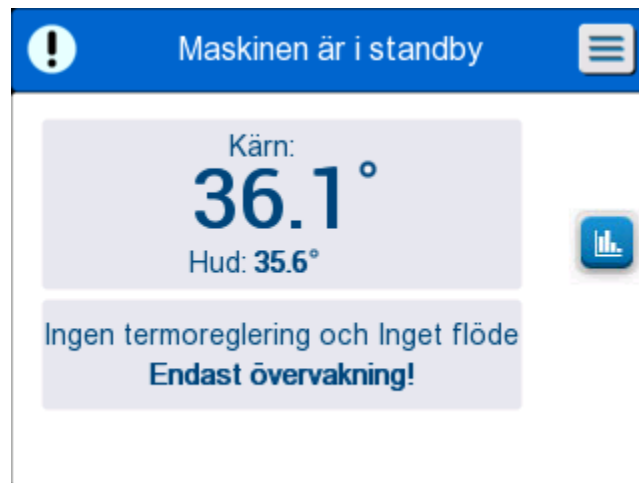 Maskinen är i standby
Kärn:
36.1°
Hud: 35.6°
Ingen termoreglering och Inget flöde
Endast övervakning!